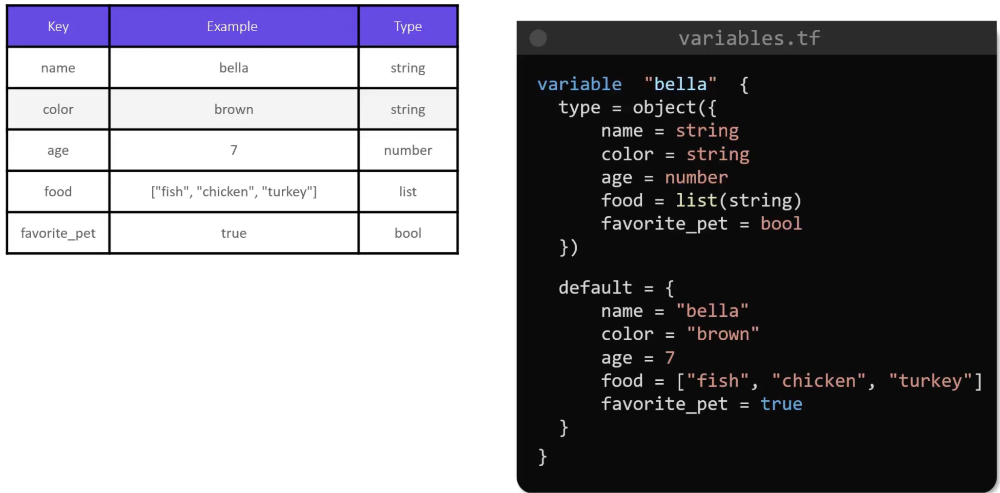 Key Example Type
name bella string
color brown string
age 7 number
food ["fish", "chicken", "turkey"] list
favorite_pet true bool
variables.tf
variable "bella" {
type = object({
name = string
color = string
age = number
food = list(string)
favorite_pet = bool
})
default = {
name = "bella"
color = "brown"
age = 7
food = ["fish", "chicken", "turkey"]
favorite_pet = true
}
}